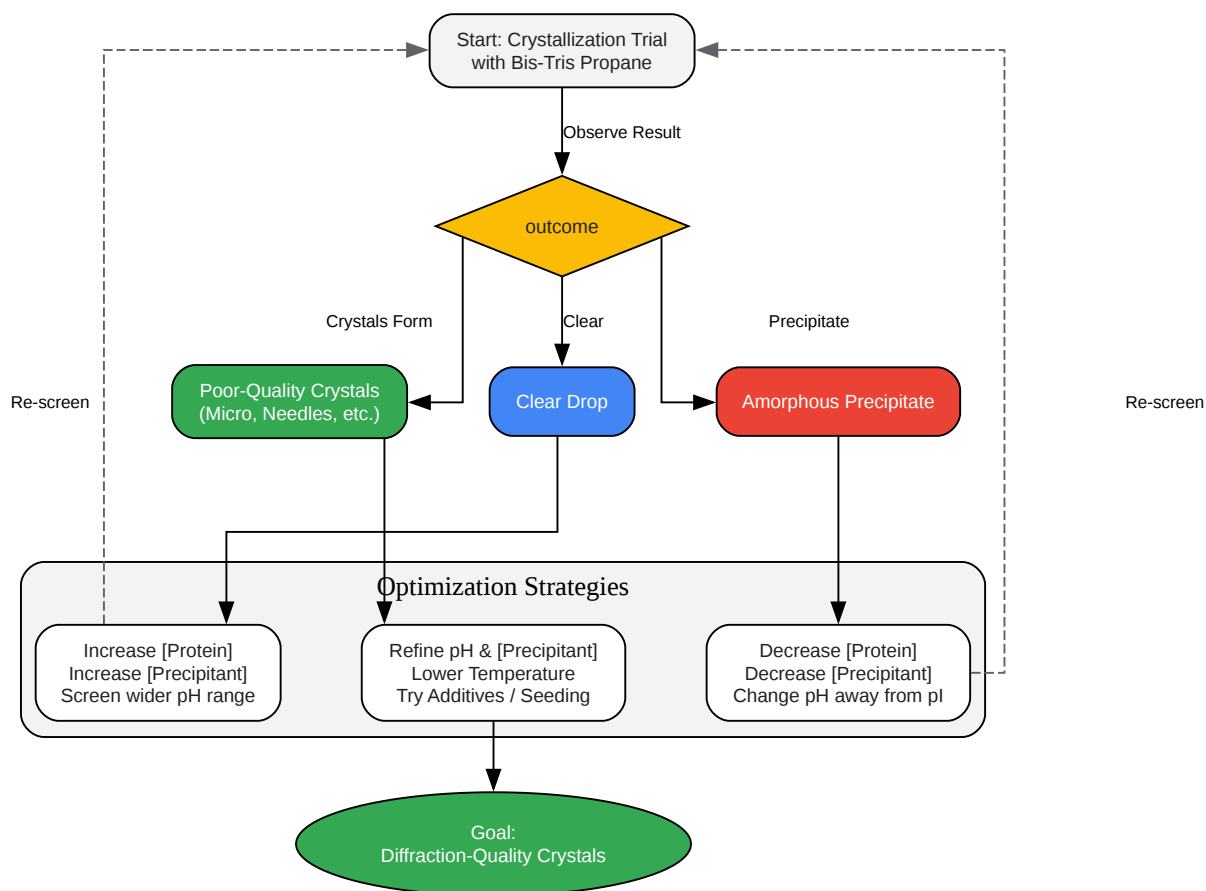 Start: Crystallization Trial
with Bis-Tris Propane
Observe Result
outcome
Crystals Form
Clear
Precipitate
Poor-Quality Crystals
(Micro, Needles, etc.)
Clear Drop
Amorphous Precipitate
Re-screen
Re-screen
Optimization Strategies
Increase [Protein]
Increase [Precipitant]
Screen wider pH range
Refine pH & [Precipitant]
Lower Temperature
Try Additives / Seeding
Decrease [Protein]
Decrease [Precipitant]
Change pH away from pI
Goal:
Diffraction-Quality Crystals